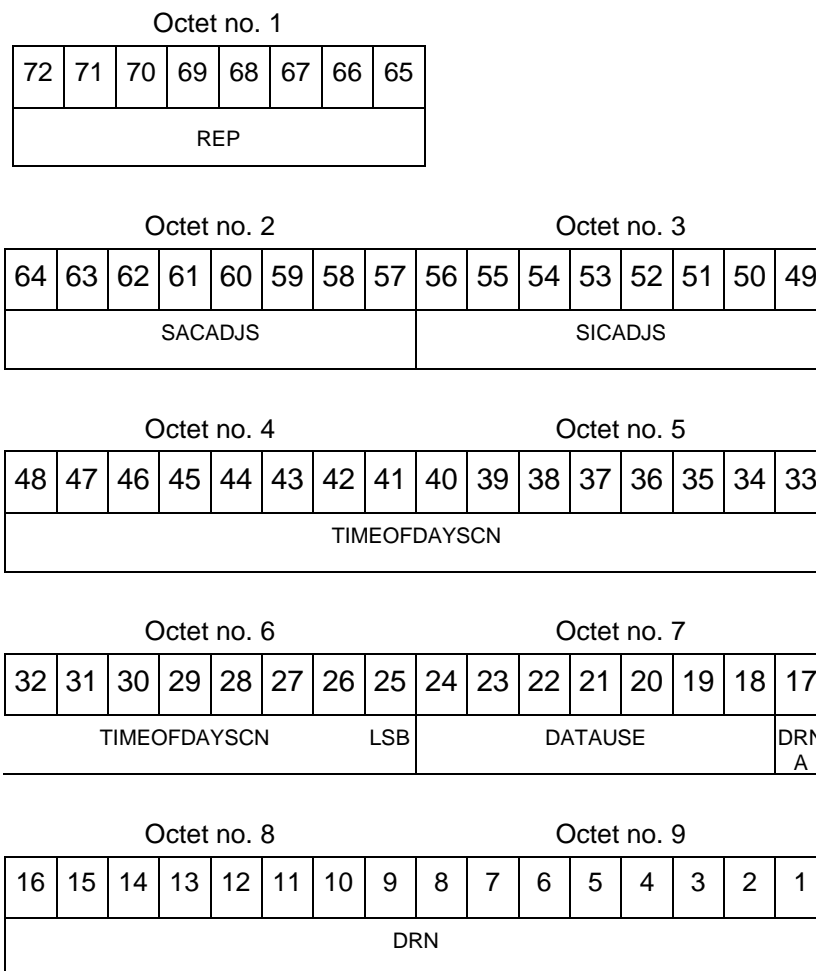 Octet no. 1
72 71 70 69 68 67 66 65
REP
Octet no. 2 Octet no. 3
64 63 62 61 60 59 58 57 56 55 54 53 52 51 50 49
SACADJS SICADJS
Octet no. 4 Octet no. 5
48 47 46 45 44 43 42 41 40 39 38 37 36 35 34 33
TIMEOFDAYSCN
Octet no. 6 Octet no. 7
32 31 30 29 28 27 26 25 24 23 22 21 20 19 18 17
TIMEOFDAYSCN LSB DATAUSE DRN
A
Octet no. 8 Octet no. 9
16 15 14 13 12 11 10 9 8 7 6 5 4 3 2 1
DRN